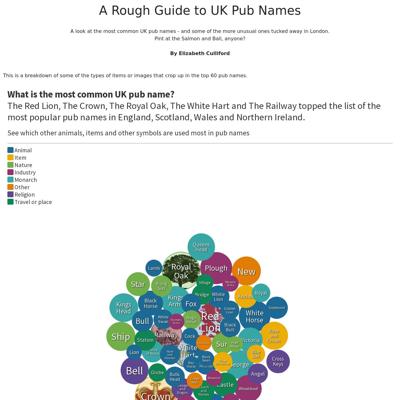 A Rough Guide to UK Pub Names
A look at the most common UK pub names - and some of the more unusual ones tucked away in London.
Pint at the Salmon and Ball, anyone?
By Elizabeth Culliford
This is a breakdown of some of the types of items or images that crop up in the top 60 pub names.
What is the most common UK pub name?
The Red Lion, The Crown, The Royal Oak, The White Hart and The Railway topped the list of the
most popular pub names in England, Scotland, Wales and Northern Ireland.
See which other animals, items and other symbols are used most in pub names
Animal
Item
Nature
Industry
Monarch
Other
Religion
Travel or place
Queens
head
Lamb
Royal
Oak
Plough
New
Star
Village
Royal
Kings
Head
Black
Horse
Kings
Arms
Fox
Bridge
White
Lion
Red
Lion
White
Horse
Bull
Black
Bull
Ship
Station
Railway
Cock
Sun
Victoria
Lion
White
Hart
George
Cross
Keys
Bell
Globe
Bulls
Head
Angel
Castle
Crown